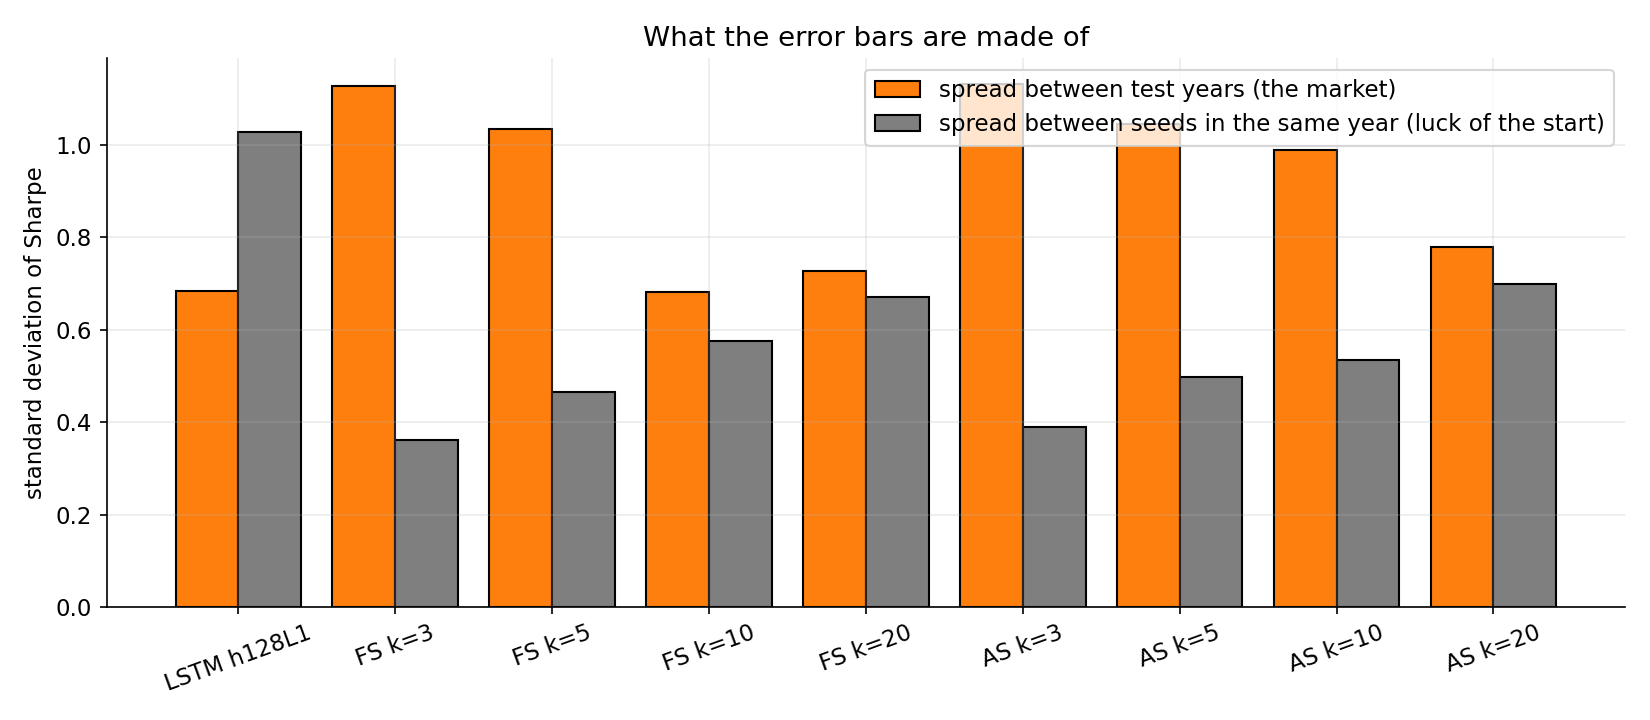 What the error bars are made of
spread between test years (the market)
spread between seeds in the same year (luck of the start)
standard deviation of Sharpe
1.0
0.8
0.6
0.4
0.2
0.0
LSTM h128L1
FS k=3
FS k=5
FS k=10
FS k=20
AS k=3
AS k=5
AS k=10
AS k=20